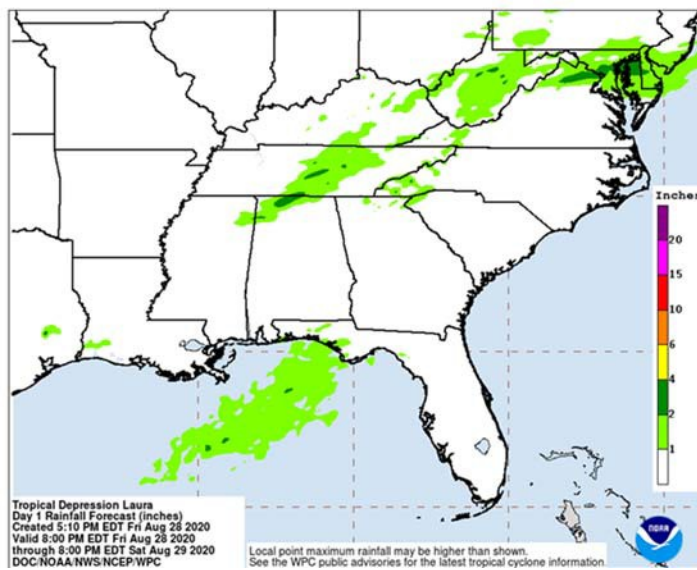 Inches
20
15
10
6
4
2
1
Tropical Depression Laura
Day 1 Rainfall Forecast (inches)
Created 5:10 PM EDT Fri Aug 28 2020
Valid 8:00 PM EDT Fri Aug 28 2020
through 8:00 PM EDT Sat Aug 29 2020
DOC/NOAA/NWS/NCEP/WPC
Local point maximum rainfall may be higher than shown.
See the WPC public advisories for the latest tropical cyclone information.
NOAA